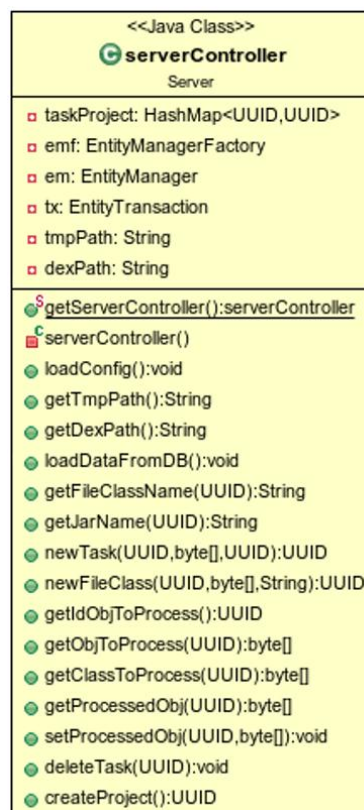 <<Java Class>>
C serverController
Server
taskProject: HashMap<UUID,UUID>
emf: EntityManagerFactory
em: EntityManager
tx: EntityTransaction
tmpPath: String
dexPath: String
S getServerController():serverController
C serverController()
loadConfig():void
getTmpPath():String
getDexPath():String
loadDataFromDB():void
getFileClassName(UUID):String
getJarName(UUID):String
newTask(UUID,byte[],UUID):UUID
newFileClass(UUID,byte[],String):UUID
getIdObjToProcess():UUID
getObjToProcess(UUID):byte[]
getClassToProcess(UUID):byte[]
getProcessedObj(UUID):byte[]
setProcessedObj(UUID,byte[]):void
deleteTask(UUID):void
createProject():UUID